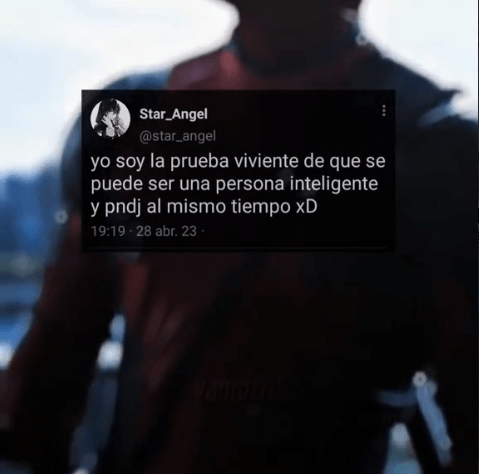 Star_Angel
@star_angel
yo soy la prueba viviente de que se
puede ser una persona inteligente
y pndj al mismo tiempo xD
19:19 · 28 abr. 23 ·